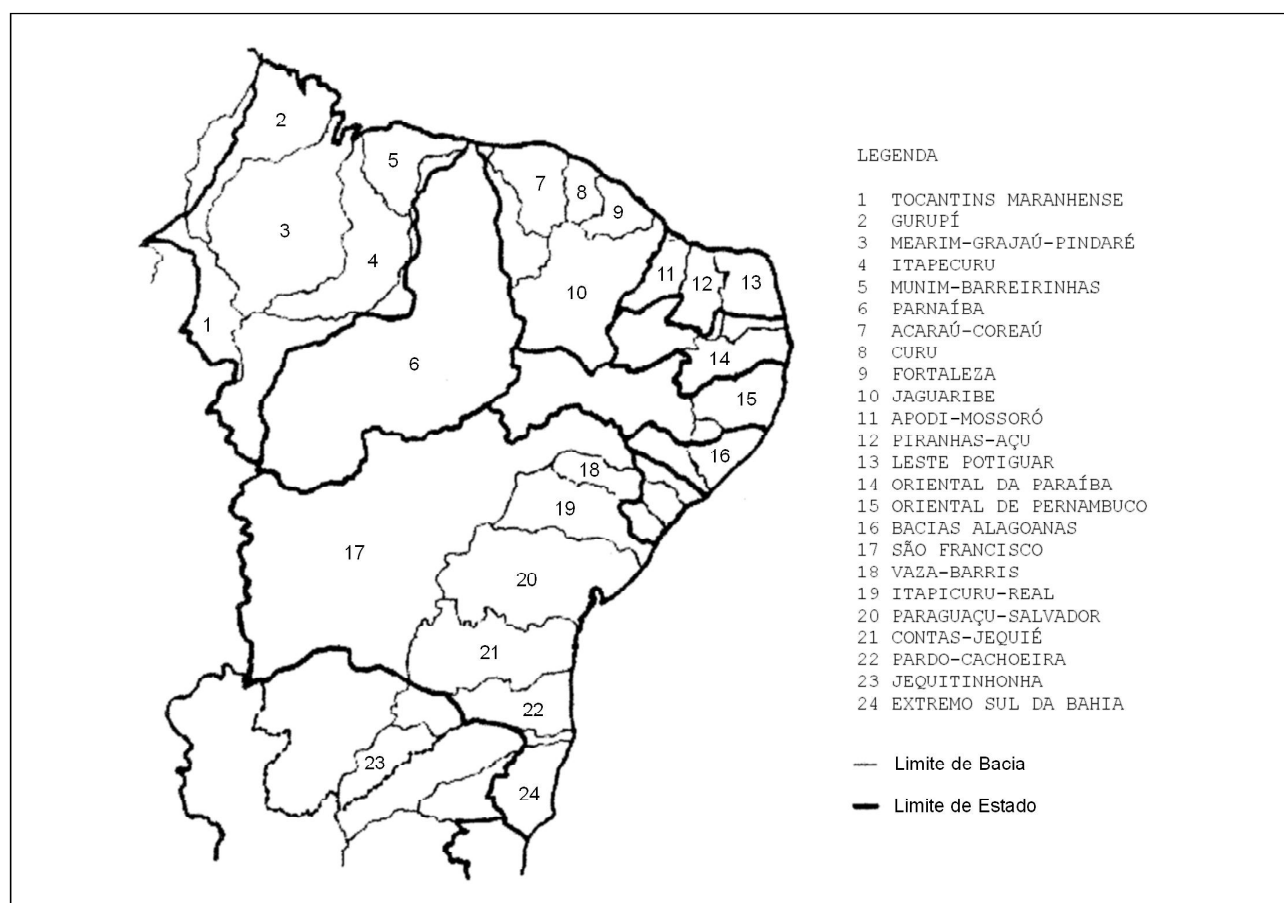 2
5
7
8
9
3
4
10
11
12
13
1
6
14
15
16
18
19
17
20
21
22
23
24
LEGENDA
1 TOCANTINS MARANHENSE
2 GURUPÍ
3 MEARIM-GRAJAÚ-PINDARÉ
4 ITAPECURU
5 MUNIM-BARREIRINHAS
6 PARNAÍBA
7 ACARAÚ-COREAÚ
8 CURU
9 FORTALEZA
10 JAGUARIBE
11 APODI-MOSSORÓ
12 PIRANHAS-AÇU
13 LESTE POTIGUAR
14 ORIENTAL DA PARAÍBA
15 ORIENTAL DE PERNAMBUCO
16 BACIAS ALAGOANAS
17 SÃO FRANCISCO
18 VAZA-BARRIS
19 ITAPICURU-REAL
20 PARAGUAÇU-SALVADOR
21 CONTAS-JEQUIÉ
22 PARDO-CACHOEIRA
23 JEQUITINHONHA
24 EXTREMO SUL DA BAHIA
Limite de Bacia
Limite de Estado